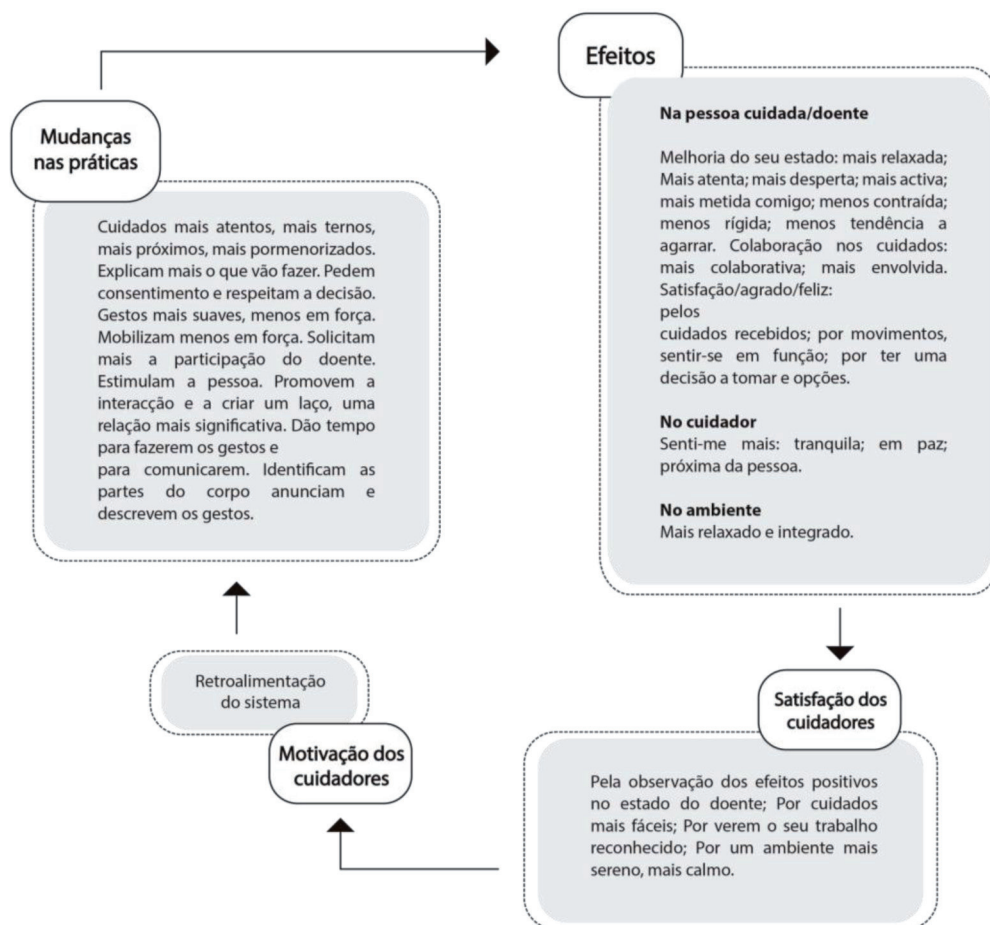 Mudanças
nas práticas
Cuidados mais atentos, mais ternos,
mais próximos, mais pormenorizados.
Explicam mais o que vão fazer. Pedem
consentimento e respeitam a decisão.
Gestos mais suaves, menos em força.
Mobilizam menos em força. Solicitam
mais a participação do doente.
Estimulam a pessoa. Promovem a
interacção e a criar um laço, uma
relação mais significativa. Dão tempo
para fazerem os gestos e
para comunicarem. Identificam as
partes do corpo anunciam e
descrevem os gestos.
Efeitos
Na pessoa cuidada/doente
Melhoria do seu estado: mais relaxada;
Mais atenta; mais desperta; mais activa;
mais metida comigo; menos contraída;
menos rígida; menos tendência a
agarrar. Colaboração nos cuidados:
mais colaborativa; mais envolvida.
Satisfação/agrado/feliz:
pelos
cuidados recebidos; por movimentos,
sentir-se em função; por ter uma
decisão a tomar e opções.
No cuidador
Senti-me mais: tranquila; em paz;
próxima da pessoa.
No ambiente
Mais relaxado e integrado.
Satisfação dos
cuidadores
Pela observação dos efeitos positivos
no estado do doente; Por cuidados
mais fáceis; Por verem o seu trabalho
reconhecido; Por um ambiente mais
sereno, mais calmo.
Motivação dos
cuidadores
Retroalimentação
do sistema